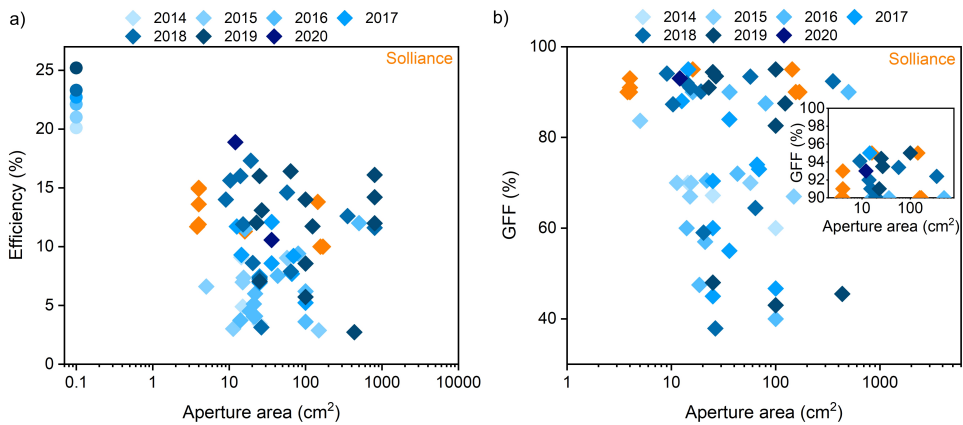 a)
2014 2015 2016 2017
2018 2019 2020
Solliance
25
20
15
10
5
0
Efficiency (%)
0.1 1 10 100 1000 10000
Aperture area (cm²)
b)
2014 2015 2016 2017
2018 2019 2020
Solliance
100
80
60
40
GFF (%)
1 10 100 1000
Aperture area (cm²)
100
98
96
94
92
90
GFF (%)
10 100
Aperture area (cm²)